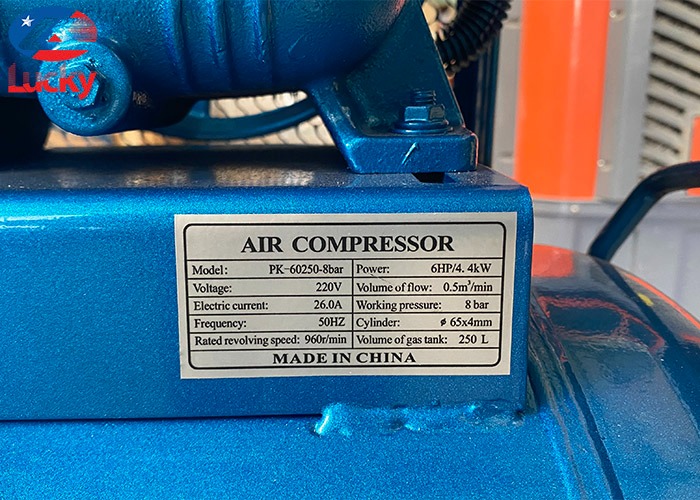 Lucky
AIR COMPRESSOR
Model: PK-60250-8bar Power: 6HP/4.4kW
Voltage: 220V Volume of flow: 0.5m³/min
Electric current: 26.0A Working pressure: 8 bar
Frequency: 50HZ Cylinder: ϕ 65x4mm
Rated revolving speed: 960r/min Volume of gas tank: 250 L
MADE IN CHINA